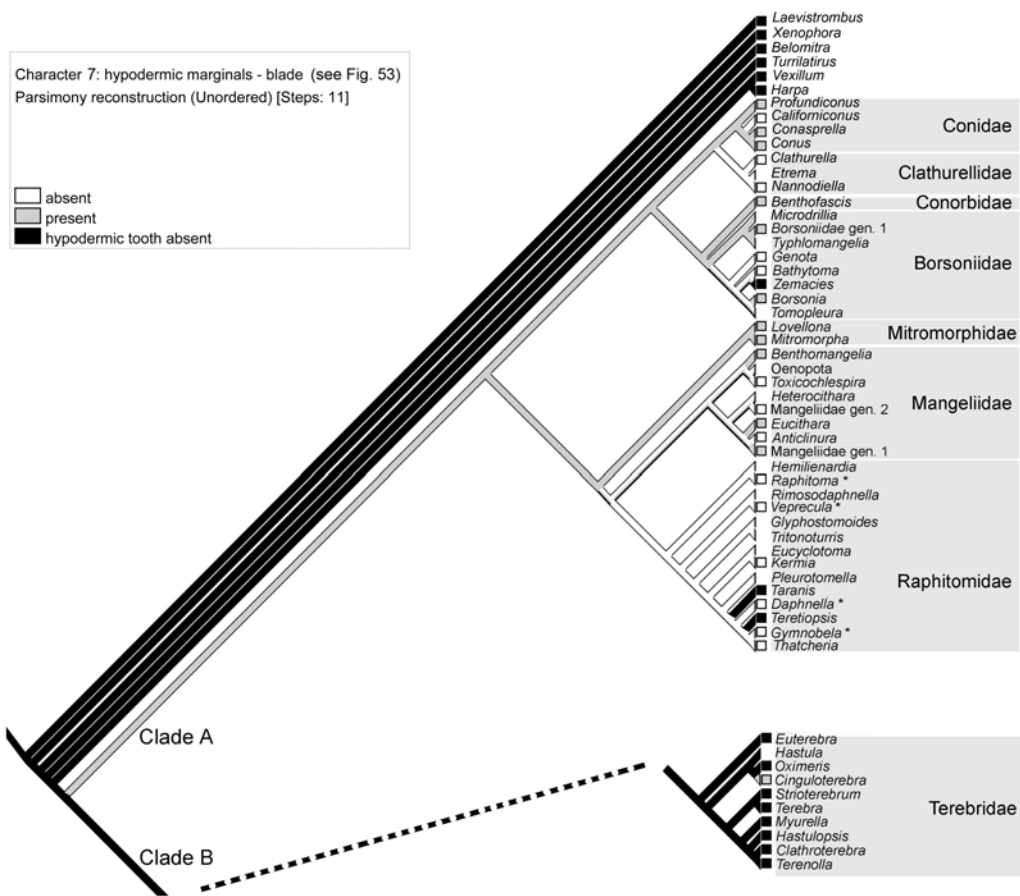 Character 7: hypodermic marginals - blade (see Fig. 53)
Parsimony reconstruction (Unordered) [Steps: 11]
absent
present
hypodermic tooth absent
Laevistrombus
Xenophora
Belomitra
Turrilatirus
Vexillum
Harpa
Profundiconus
Californiconus
Conasprella
Conus
Conidae
Clathurella
Etrema
Nannodiella
Clathurellidae
Benthofascis
Conorbidae
Microdrillia
Borsoniidae gen. 1
Typhlomangelia
Genota
Bathytoma
Zemacies
Borsonia
Tomopleura
Borsoniidae
Lovellona
Mitromorpha
Mitromorphidae
Benthomangelia
Oenopota
Toxicochlespira
Heterocithara
Mangeliidae gen. 2
Eucithara
Anticlinura
Mangeliidae gen. 1
Mangeliidae
Hemilienardia
Raphitoma *
Rimosodaphnella
Veprecula *
Glyphostomoides
Tritonoturris
Eucyclotoma
Kermia
Pleurotomella
Taranis
Daphnella *
Teretiopsis
Gymnobela *
Thatcheria
Raphitomidae
Clade A
Clade B
Euterebra
Hastula
Oximeris
Cinguloterebra
Strioterebrum
Terebra
Myurella
Hastulopsis
Clathroterebra
Terenolla
Terebridae